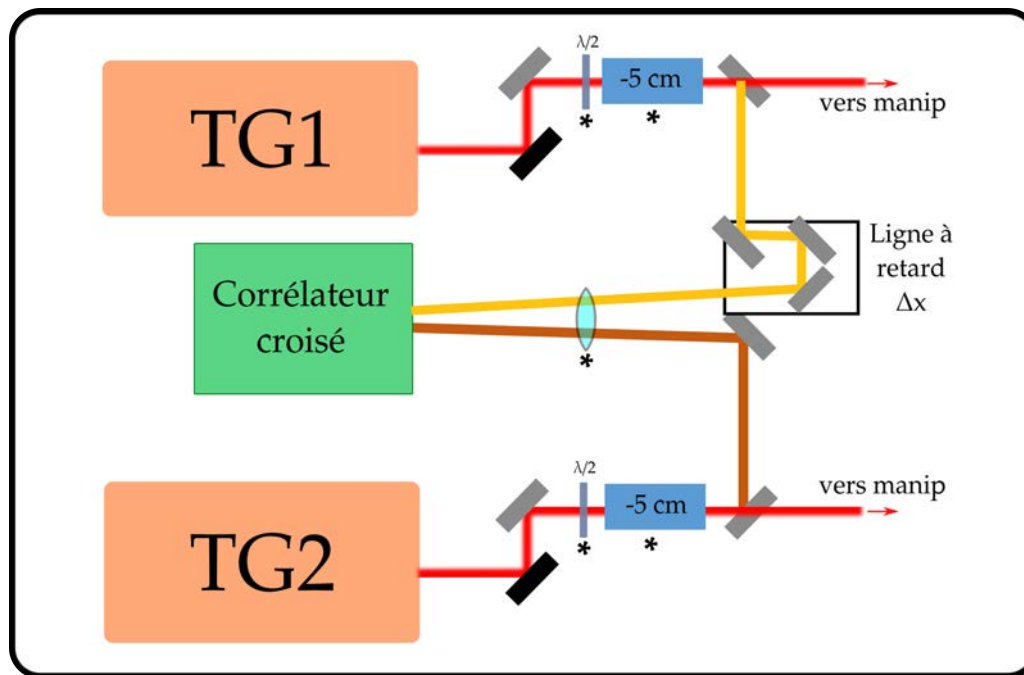 TG1
λ/2
*
-5 cm
*
vers manip
Ligne à
retard
Δx
Corrélateur
croisé
*
TG2
λ/2
*
-5 cm
*
vers manip